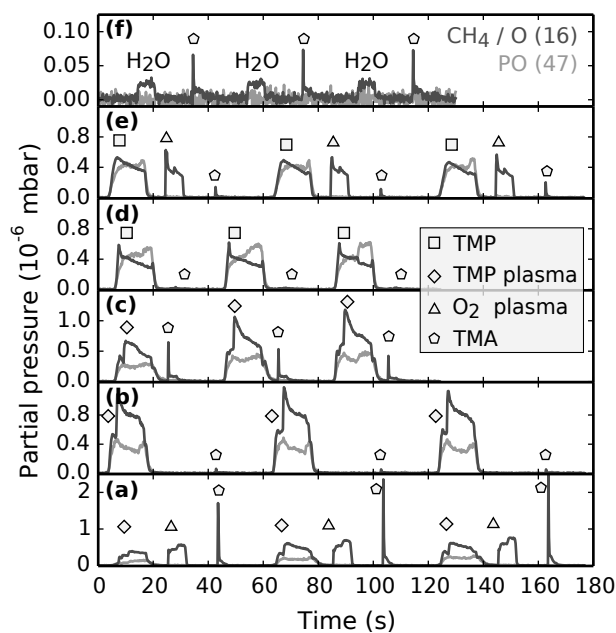 (f)
CH4 / O (16)
PO (47)
H2O H2O H2O
0.10
0.05
0.00
(e)
0.8
0.4
0.0
(d)
0.8
0.4
0.0
(c)
1.0
0.5
0.0
(b)
0.8
0.4
0.0
(a)
2
1
0
TMP
TMP plasma
O2 plasma
TMA
Partial pressure (10-6 mbar)
0 20 40 60 80 100 120 140 160 180
Time (s)